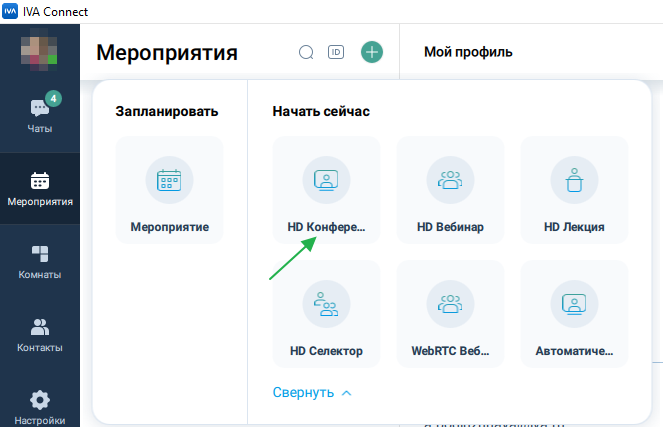 IVA
IVA Connect
Мероприятия
ID
Мой профиль
4
Чаты
Мероприятия
Комнаты
Контакты
Настройки
Запланировать
Мероприятие
Начать сейчас
HD Конфере...
HD Вебинар
HD Лекция
HD Селектор
WebRTC Веб...
Автоматиче...
Свернуть